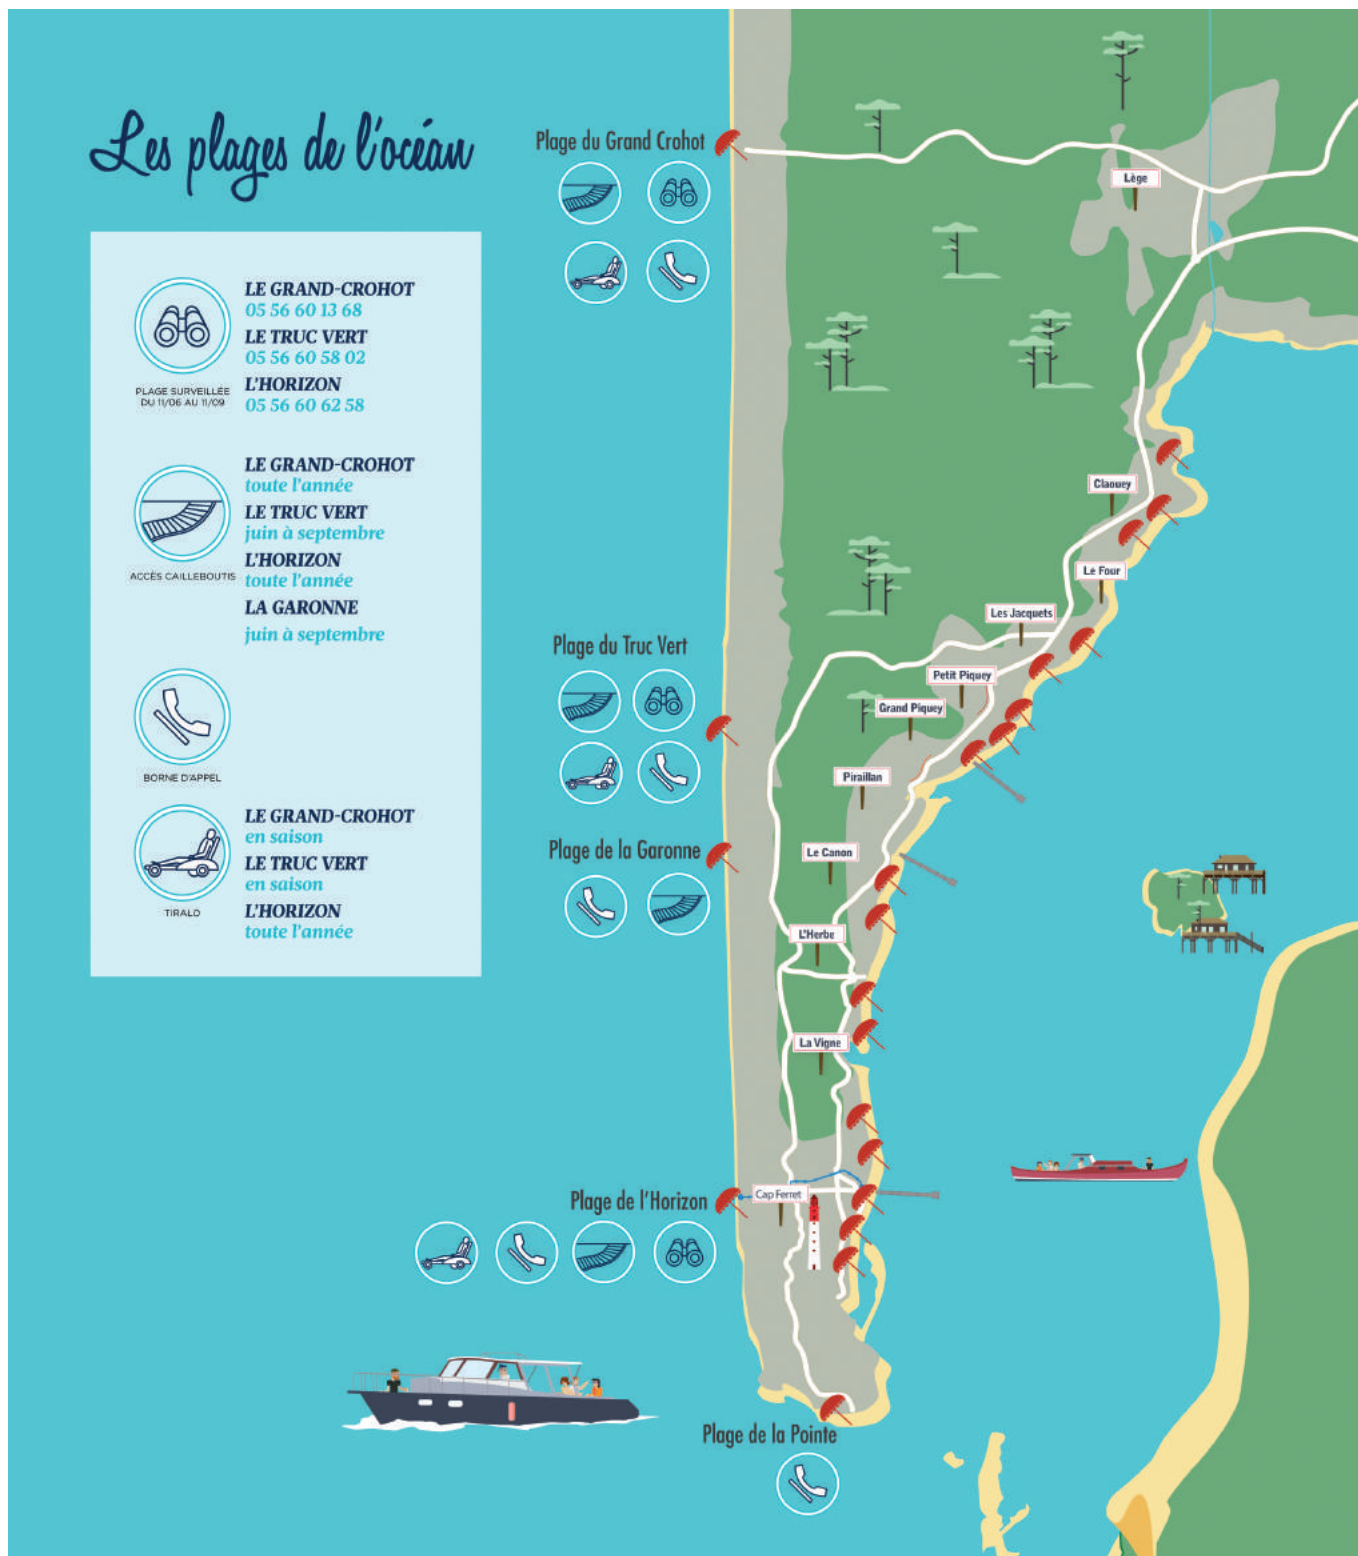 Les plages de l'océan
PLAGE SURVEILLÉE
DU 11/06 AU 11/09
LE GRAND-CROHOT
05 56 60 13 68
LE TRUC VERT
05 56 60 58 02
L'HORIZON
05 56 60 62 58
ACCÈS CAILLEBOUTIS
LE GRAND-CROHOT
toute l'année
LE TRUC VERT
juin à septembre
L'HORIZON
toute l'année
LA GARONNE
juin à septembre
BORNE D'APPEL
TIRALO
LE GRAND-CROHOT
en saison
LE TRUC VERT
en saison
L'HORIZON
toute l'année
Plage du Grand Crohot
Lège
Claouey
Le Four
Les Jacquets
Plage du Truc Vert
Petit Piquey
Grand Piquey
Piraillan
Plage de la Garonne
Le Canon
L'Herbe
La Vigne
Plage de l'Horizon
Cap Ferret
Plage de la Pointe